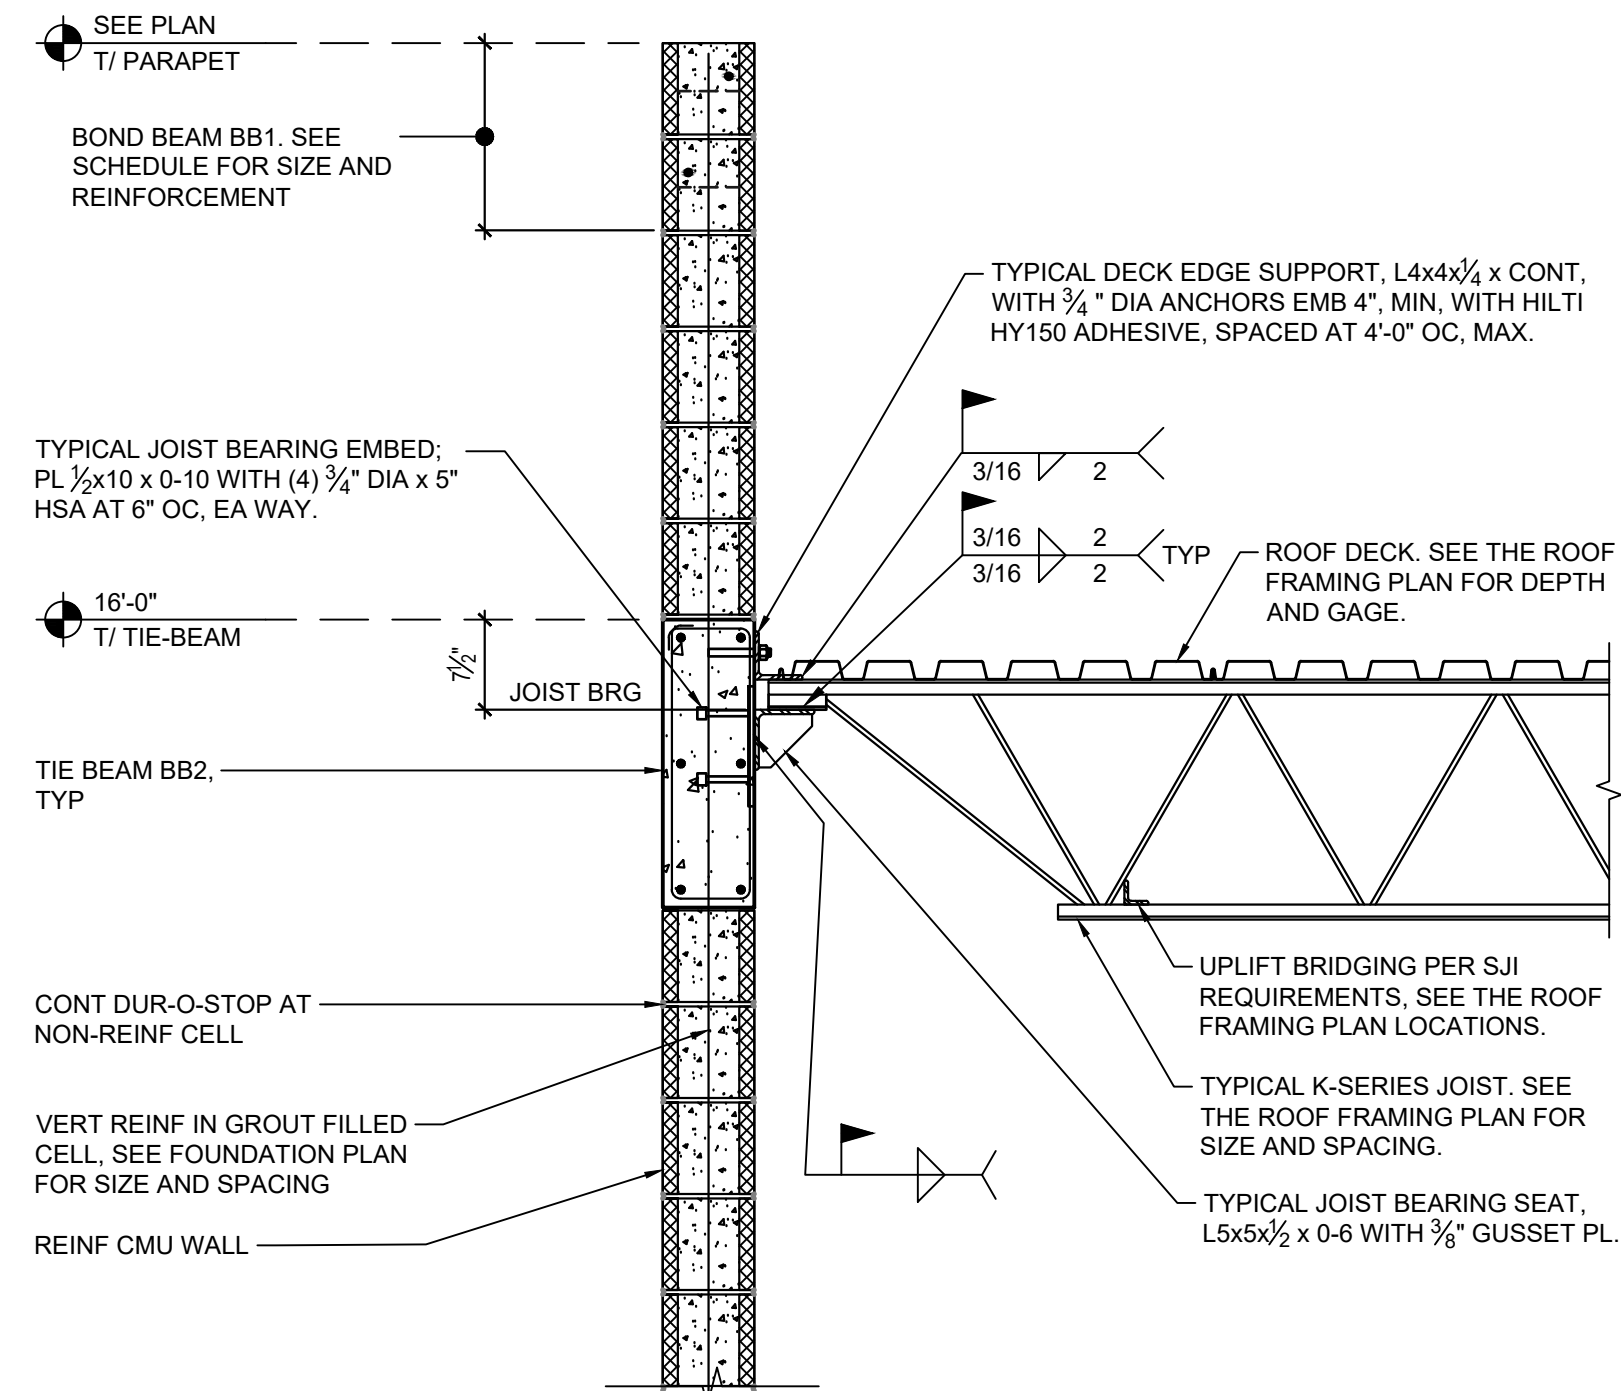 SEE PLAN
T/ PARAPET
BOND BEAM BB1. SEE
SCHEDULE FOR SIZE AND
REINFORCEMENT
TYPICAL DECK EDGE SUPPORT, L4x4x1/4 x CONT,
WITH 3/4 " DIA ANCHORS EMB 4", MIN, WITH HILTI
HY150 ADHESIVE, SPACED AT 4'-0" OC, MAX.
TYPICAL JOIST BEARING EMBED;
PL 1/2x10 x 0-10 WITH (4) 3/4" DIA x 5"
HSA AT 6" OC, EA WAY.
3/16 2
3/16 2
3/16 2
TYP
ROOF DECK. SEE THE ROOF
FRAMING PLAN FOR DEPTH
AND GAGE.
16'-0"
T/ TIE-BEAM
7 1/2"
JOIST BRG
TIE BEAM BB2,
TYP
UPLIFT BRIDGING PER SJI
REQUIREMENTS, SEE THE ROOF
FRAMING PLAN LOCATIONS.
CONT DUR-O-STOP AT
NON-REINF CELL
TYPICAL K-SERIES JOIST. SEE
THE ROOF FRAMING PLAN FOR
SIZE AND SPACING.
VERT REINF IN GROUT FILLED
CELL, SEE FOUNDATION PLAN
FOR SIZE AND SPACING
TYPICAL JOIST BEARING SEAT,
L5x5x1/2 x 0-6 WITH 3/8" GUSSET PL.
REINF CMU WALL